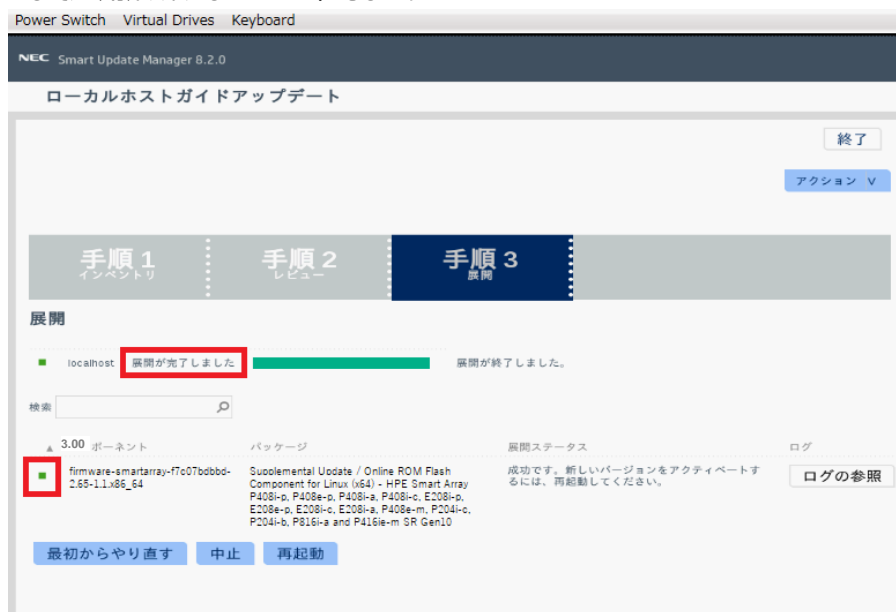 Power Switch Virtual Drives Keyboard
NEC Smart Update Manager 8.2.0
ローカルホストガイドアップデート
終了
アクション ∨
手順 1
インベントリ
手順 2
レビュー
手順 3
展開
展開
localhost 展開が完了しました 展開が終了しました。
検索
3.00 ポーネント パッケージ 展開ステータス ログ
firmware-smartarray-f7c07bdbbd-
2.65-1.1.x86_64
Supplemental Update / Online ROM Flash
Component for Linux (x64) - HPE Smart Array
P408i-p, P408e-p, P408i-a, P408i-c, E208i-p,
E208e-p, E208i-c, E208i-a, P408e-m, P204i-c,
P204i-b, P816i-a and P416ie-m SR Gen10
成功です。新しいバージョンをアクティベートす
るには、再起動してください。
ログの参照
最初からやり直す 中止 再起動